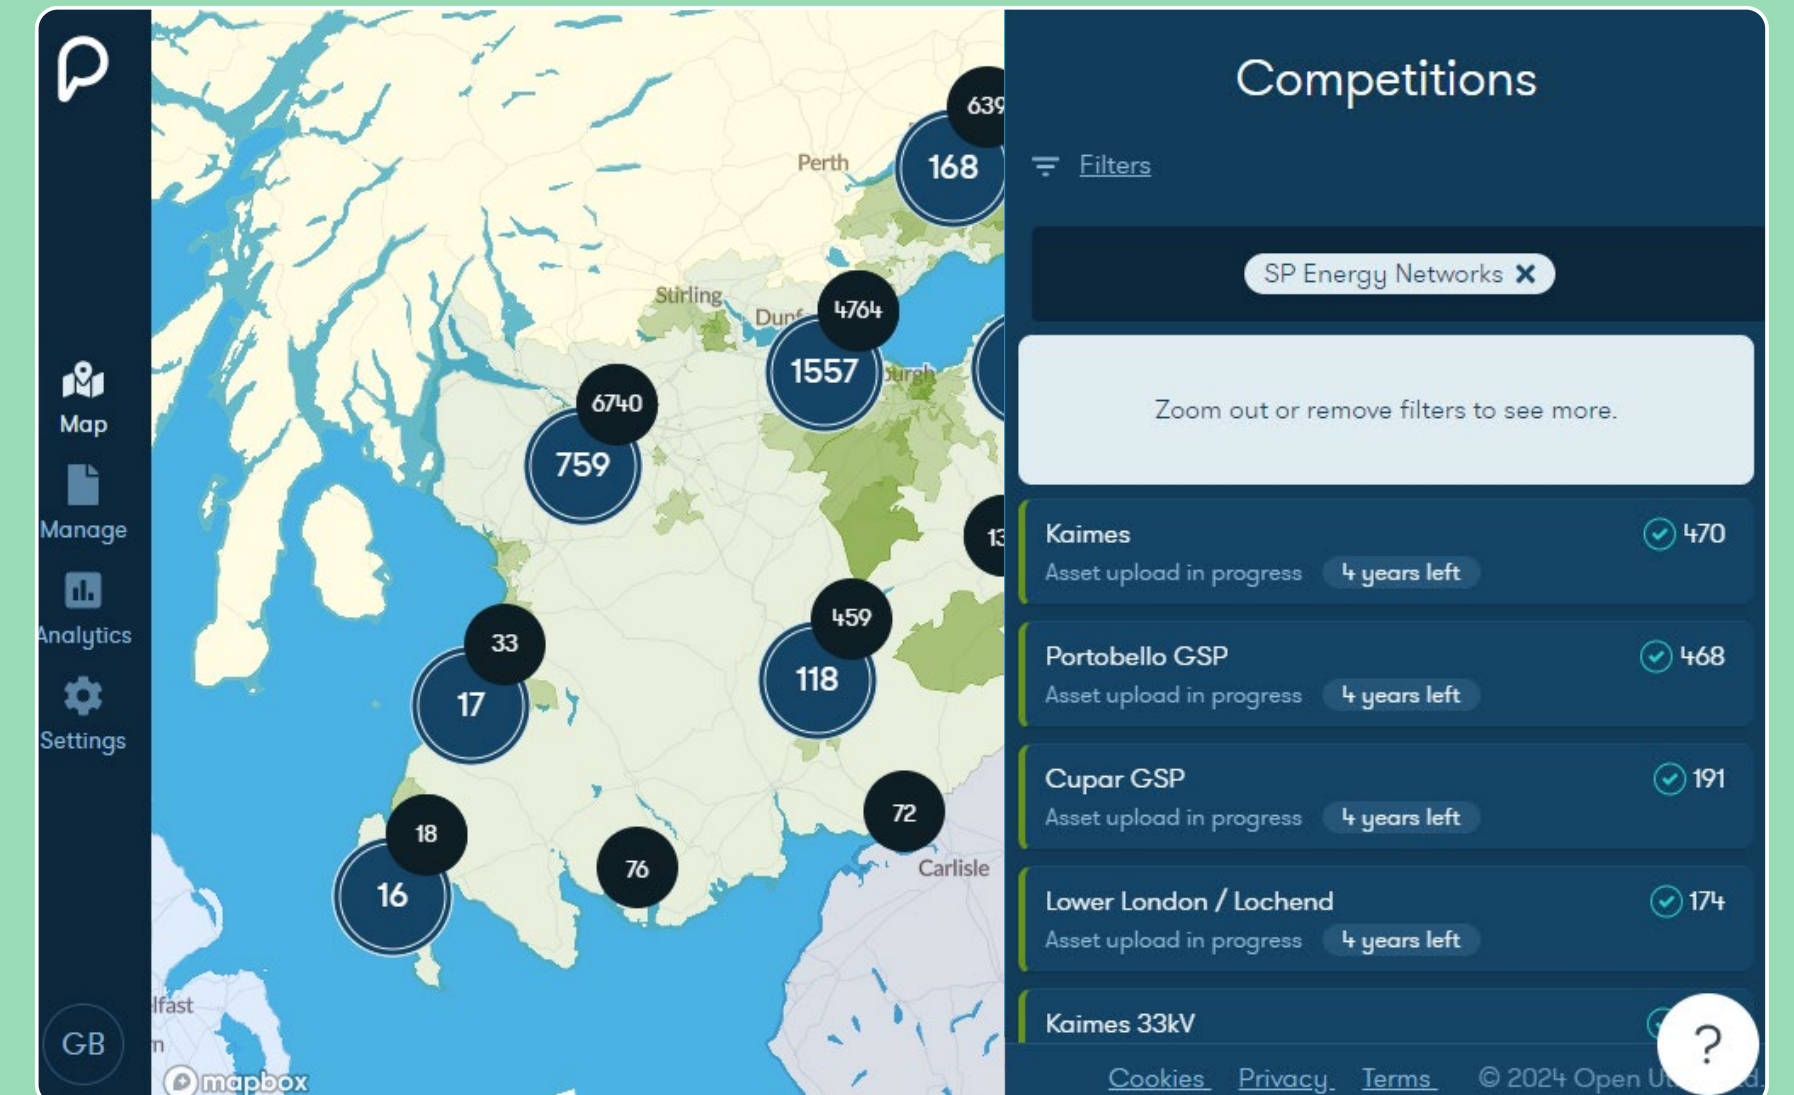 Map
Manage
Analytics
Settings
GB
Perth
Stirling
639
168
4764
1557
6740
759
13
459
118
33
17
18
16
76
72
Carlisle
mapbox
Competitions
Filters
SP Energy Networks
Zoom out or remove filters to see more.
Kaimes 470
Asset upload in progress 4 years left
Portobello GSP 468
Asset upload in progress 4 years left
Cupar GSP 191
Asset upload in progress 4 years left
Lower London / Lochend 174
Asset upload in progress 4 years left
Kaimes 33kV
?
Cookies Privacy Terms © 2024 Open